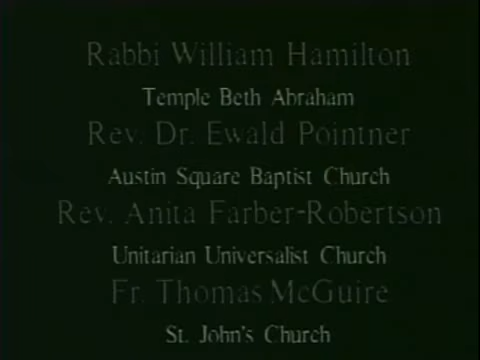 Rabbi William Hamilton
Temple Beth Abraham
Rev. Dr. Ewald Pointner
Austin Square Baptist Church
Rev. Anita Farber-Robertson
Unitarian Universalist Church
Fr. Thomas McGuire
St. John's Church